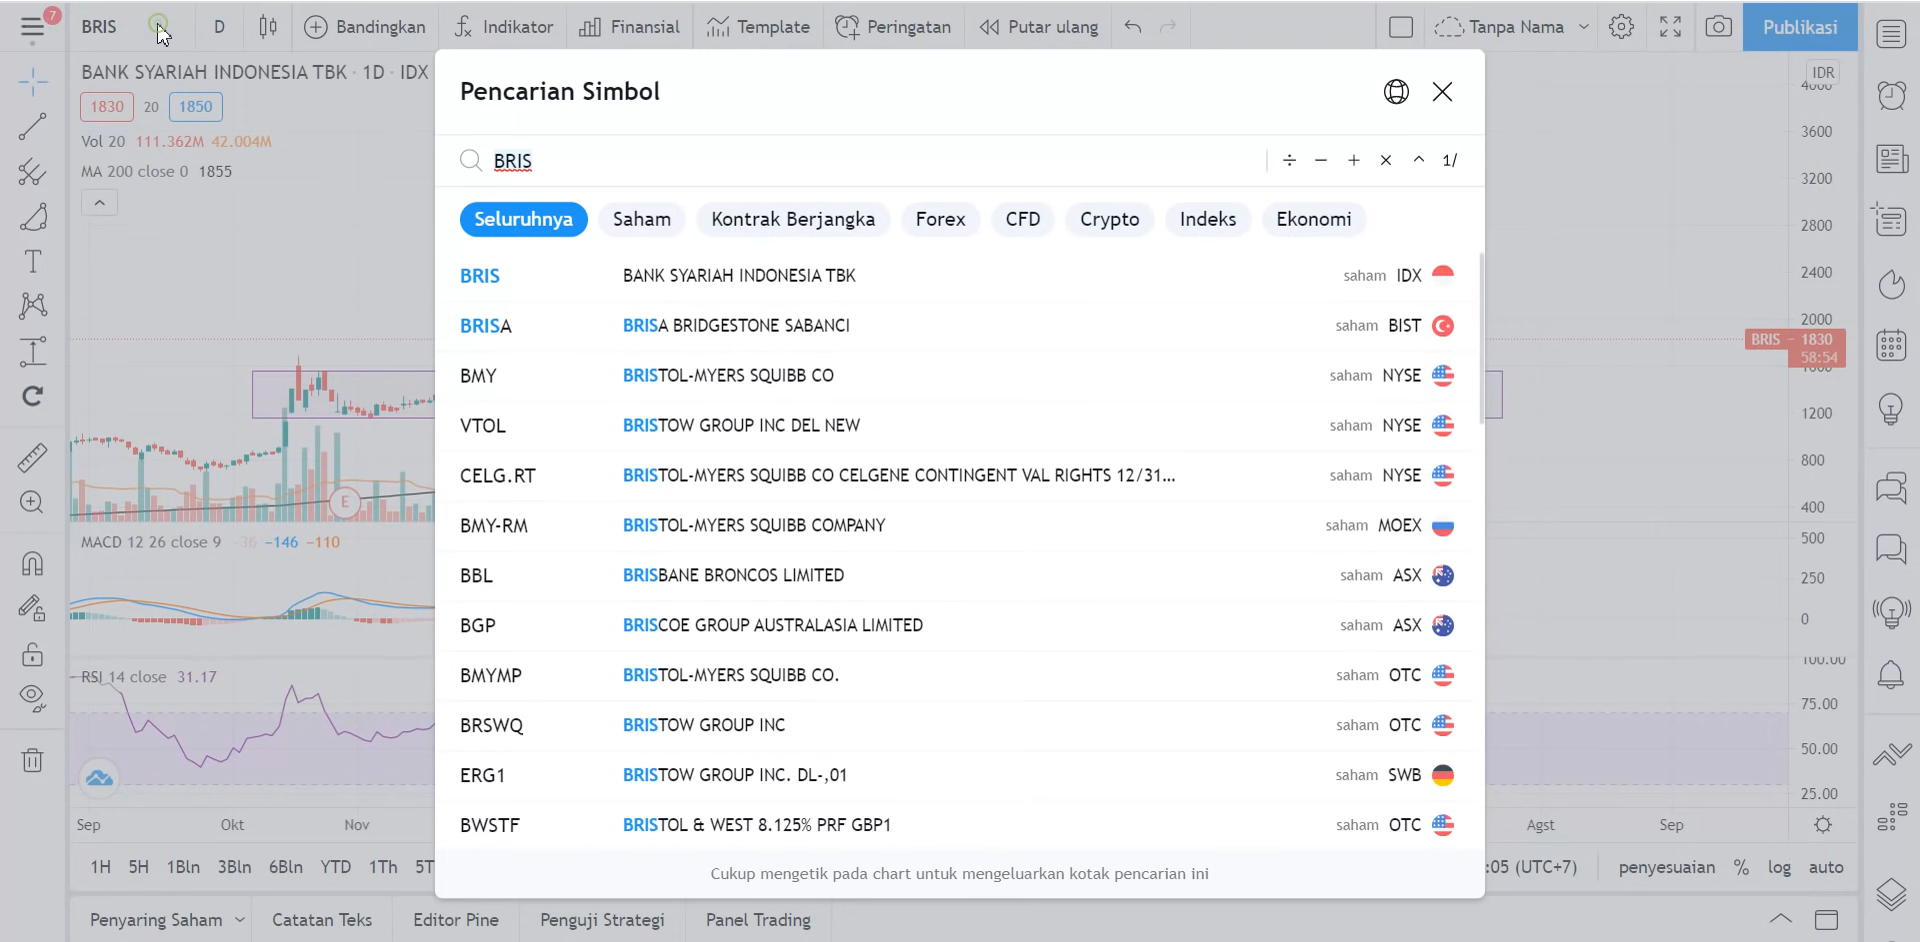 7
BRIS
D
Bandingkan
Indikator
Finansial
Template
Peringatan
Putar ulang
Tanpa Nama
Publikasi
BANK SYARIAH INDONESIA TBK · 1D · IDX
1830 20 1850
Vol 20 111.362M 42.004M
MA 200 close 0 1855
Pencarian Simbol
BRIS
÷ − + × ^ 1/
Seluruhnya Saham Kontrak Berjangka Forex CFD Crypto Indeks Ekonomi
BRIS BANK SYARIAH INDONESIA TBK saham IDX
BRISA BRISA BRIDGESTONE SABANCI saham BIST
BMY BRISTOL-MYERS SQUIBB CO saham NYSE
VTOL BRISTOW GROUP INC DEL NEW saham NYSE
CELG.RT BRISTOL-MYERS SQUIBB CO CELGENE CONTINGENT VAL RIGHTS 12/31... saham NYSE
BMY-RM BRISTOL-MYERS SQUIBB COMPANY saham MOEX
BBL BRISBANE BRONCOS LIMITED saham ASX
BGP BRISCOE GROUP AUSTRALASIA LIMITED saham ASX
BMYMP BRISTOL-MYERS SQUIBB CO. saham OTC
BRSWQ BRISTOW GROUP INC saham OTC
ERG1 BRISTOW GROUP INC. DL-,01 saham SWB
BWSTF BRISTOL & WEST 8.125% PRF GBP1 saham OTC
Cukup mengetik pada chart untuk mengeluarkan kotak pencarian ini
E
MACD 12 26 close 9 −36 −146 −110
RSI 14 close 31.17
IDR
4000
3600
3200
2800
2400
2000
BRIS − 1830
58:54
1600
1200
800
400
500
250
0
100.00
75.00
50.00
25.00
Sep Okt Nov Agst Sep
1H 5H 1Bln 3Bln 6Bln YTD 1Th 5T
:05 (UTC+7) penyesuaian % log auto
Penyaring Saham Catatan Teks Editor Pine Penguji Strategi Panel Trading